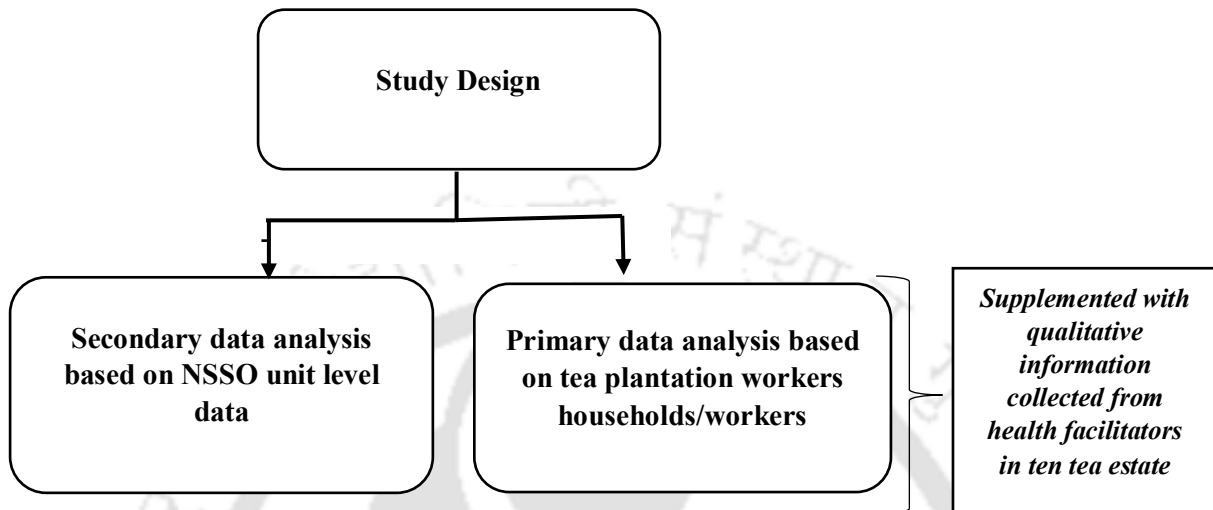 Study Design
Secondary data analysis
based on NSSO unit level
data
Primary data analysis based
on tea plantation workers
households/workers
Supplemented with
qualitative
information
collected from
health facilitators
in ten tea estate